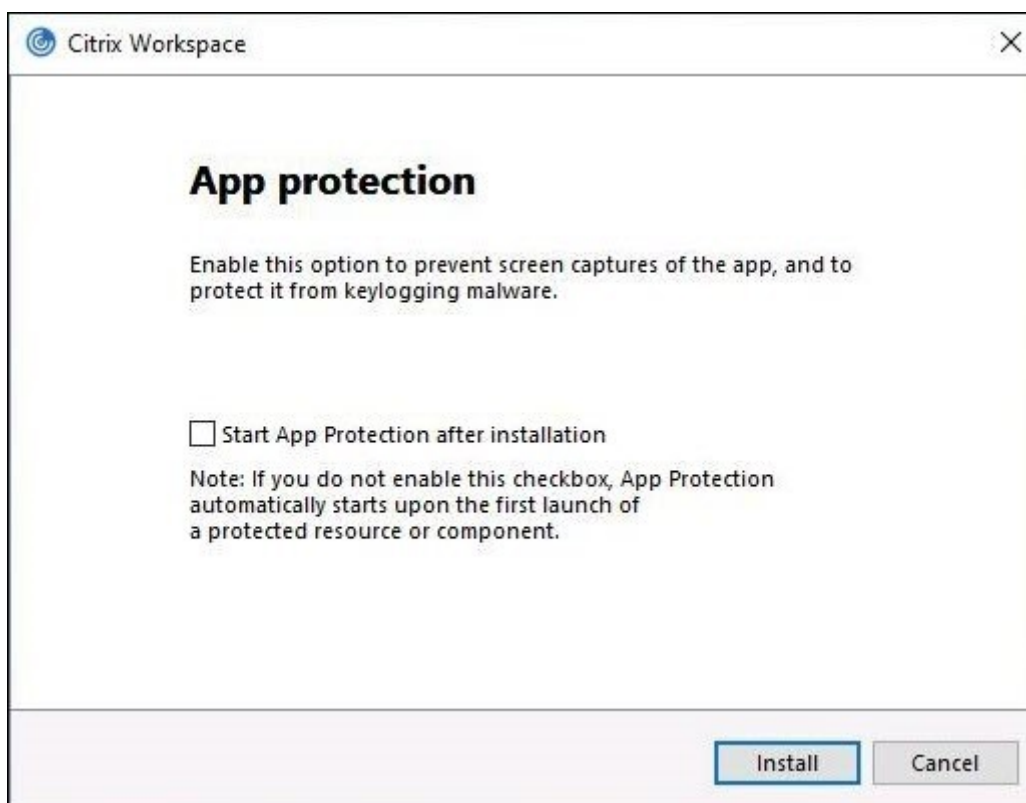 Citrix Workspace
App protection
Enable this option to prevent screen captures of the app, and to
protect it from keylogging malware.
Start App Protection after installation
Note: If you do not enable this checkbox, App Protection
automatically starts upon the first launch of
a protected resource or component.
Install Cancel